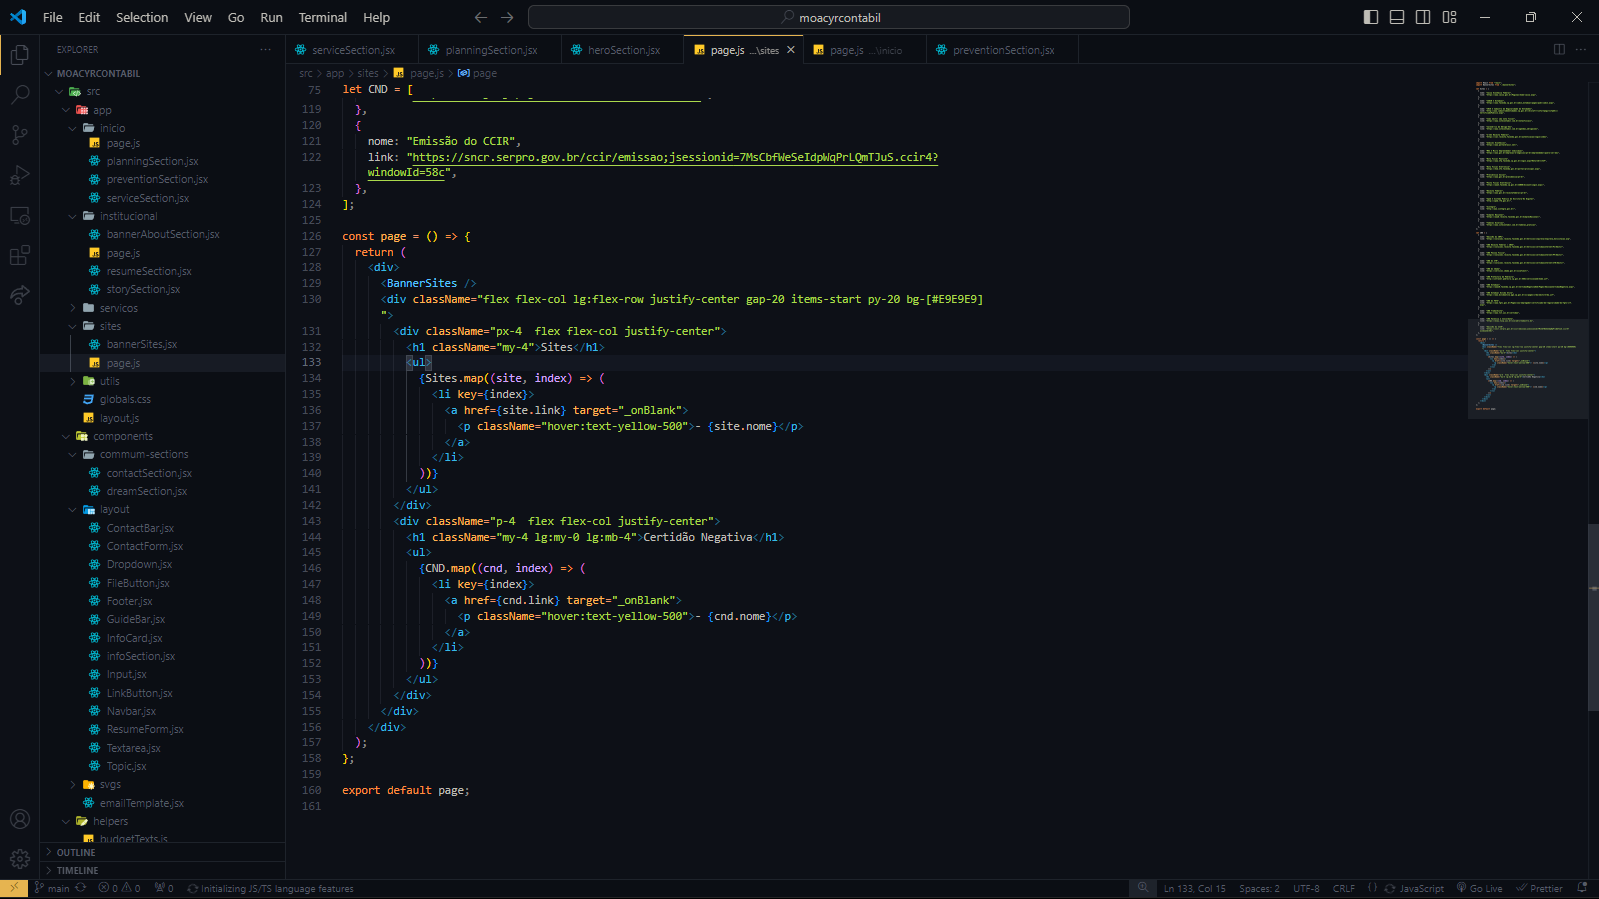 File Edit Selection View Go Run Terminal Help
moacyrcontabil
EXPLORER
MOACYRCONTABIL
src
app
inicio
page.js
planningSection.jsx
preventionSection.jsx
serviceSection.jsx
institucional
bannerAboutSection.jsx
page.js
resumeSection.jsx
storySection.jsx
servicos
sites
bannerSites.jsx
page.js
utils
globals.css
layout.js
components
commum-sections
contactSection.jsx
dreamSection.jsx
layout
ContactBar.jsx
ContactForm.jsx
Dropdown.jsx
FileButton.jsx
Footer.jsx
GuideBar.jsx
InfoCard.jsx
infoSection.jsx
Input.jsx
LinkButton.jsx
Navbar.jsx
ResumeForm.jsx
Textarea.jsx
Topic.jsx
svgs
emailTemplate.jsx
helpers
budgetTexts.js
OUTLINE
TIMELINE
serviceSection.jsx planningSection.jsx heroSection.jsx page.js ...\sites page.js ...\inicio preventionSection.jsx
src > app > sites > page.js > page
75 let CND = [
119 },
120 {
121 nome: "Emissão do CCIR",
122 link: "https://sncr.serpro.gov.br/ccir/emissao;jsessionid=7MsCbfWeSeIdpWqPrLQmTJuS.ccir4?
windowId=58c",
123 },
124 ];
125
126 const page = () => {
127 return (
128 <div>
129 <BannerSites />
130 <div className="flex flex-col lg:flex-row justify-center gap-20 items-start py-20 bg-[#E9E9E9]
">
131 <div className="px-4  flex flex-col justify-center">
132 <h1 className="my-4">Sites</h1>
133 <ul>
134 {Sites.map((site, index) => (
135 <li key={index}>
136 <a href={site.link} target="_onBlank">
137 <p className="hover:text-yellow-500">- {site.nome}</p>
138 </a>
139 </li>
140 ))}
141 </ul>
142 </div>
143 <div className="p-4  flex flex-col justify-center">
144 <h1 className="my-4 lg:my-0 lg:mb-4">Certidão Negativa</h1>
145 <ul>
146 {CND.map((cnd, index) => (
147 <li key={index}>
148 <a href={cnd.link} target="_onBlank">
149 <p className="hover:text-yellow-500">- {cnd.nome}</p>
150 </a>
151 </li>
152 ))}
153 </ul>
154 </div>
155 </div>
156 </div>
157 );
158 };
159
160 export default page;
161
main 0 0 0 Initializing JS/TS language features
Ln 133, Col 15 Spaces: 2 UTF-8 CRLF {} JavaScript Go Live Prettier